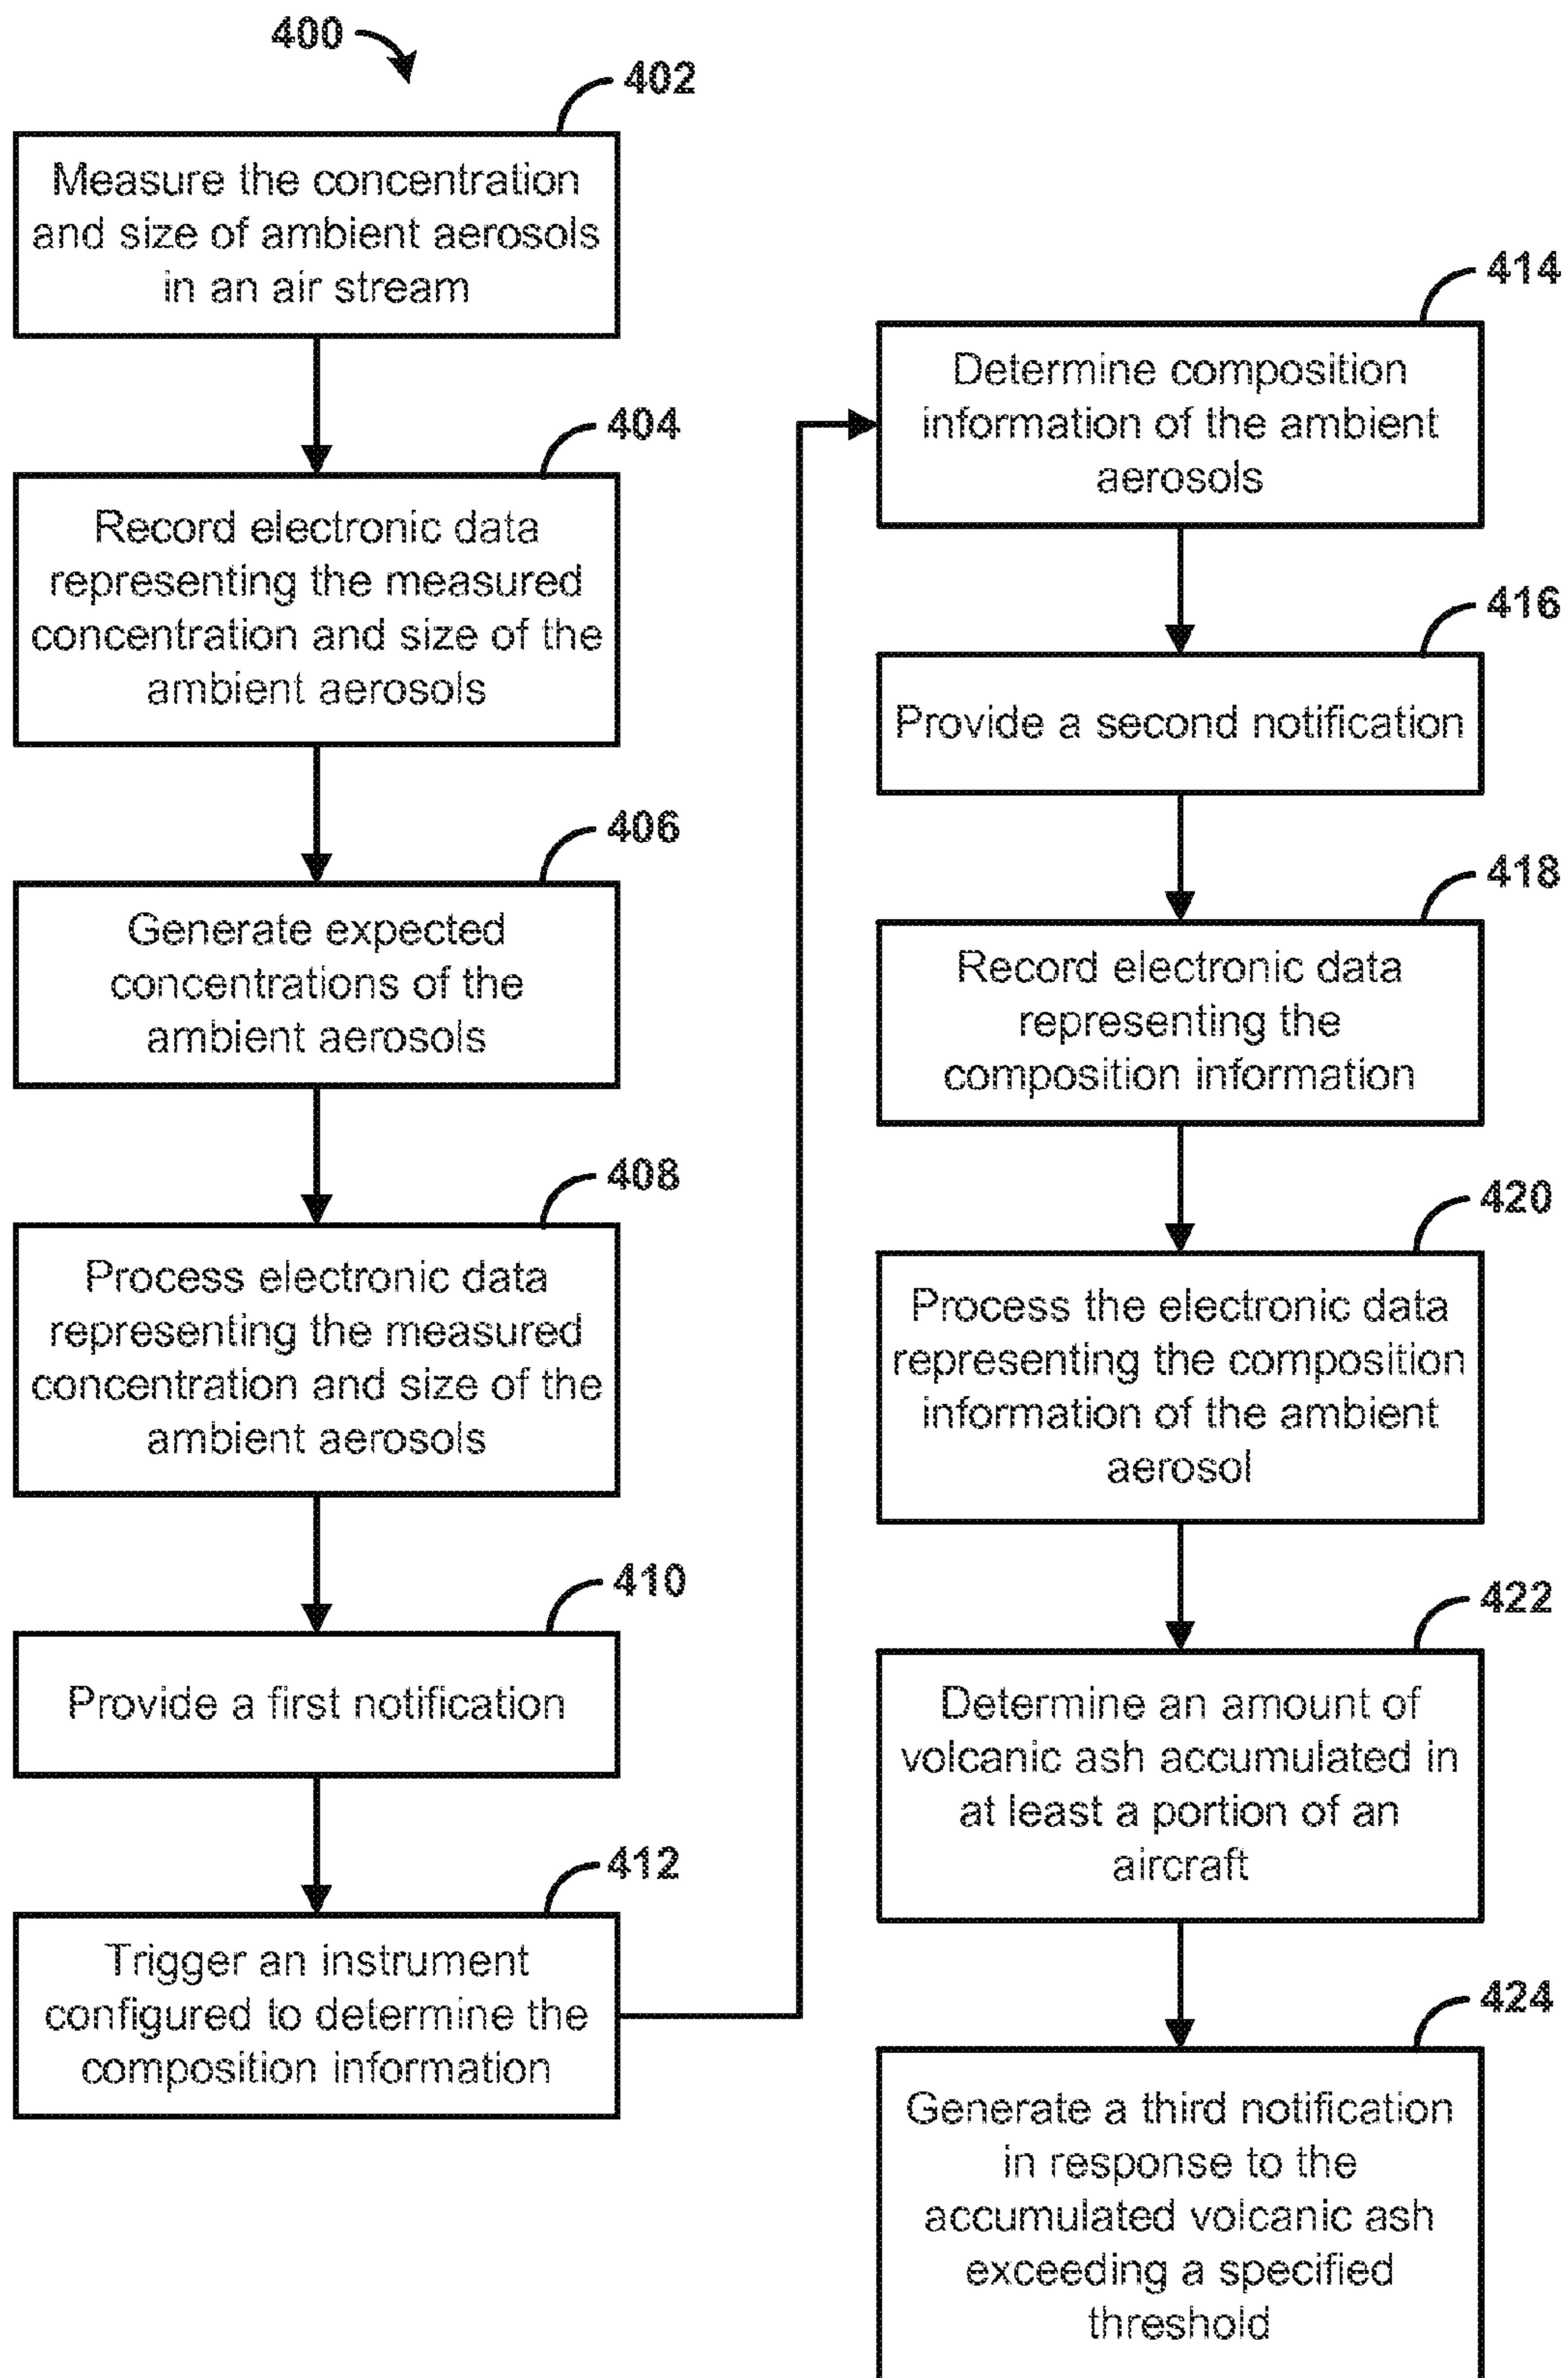 400
402
Measure the concentration
and size of ambient aerosols
in an air stream
404
Record electronic data
representing the measured
concentration and size of the
ambient aerosols
406
Generate expected
concentrations of the
ambient aerosols
408
Process electronic data
representing the measured
concentration and size of the
ambient aerosols
410
Provide a first notification
412
Trigger an instrument
configured to determine the
composition information
414
Determine composition
information of the ambient
aerosols
416
Provide a second notification
418
Record electronic data
representing the
composition information
420
Process the electronic data
representing the composition
information of the ambient
aerosol
422
Determine an amount of
volcanic ash accumulated in
at least a portion of an
aircraft
424
Generate a third notification
in response to the
accumulated volcanic ash
exceeding a specified
threshold